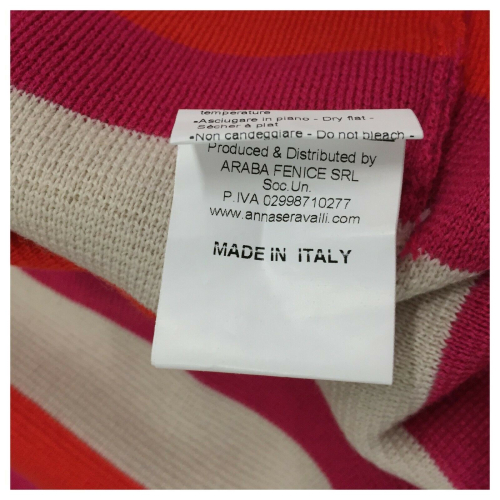 temperature
•Asciugare in piano - Dry flat -
Sécher à plat
•Non candeggiare - Do not bleach -
Produced & Distributed by
ARABA FENICE SRL
Soc.Un.
P.IVA 02998710277
www.annaseravalli.com
MADE IN ITALY